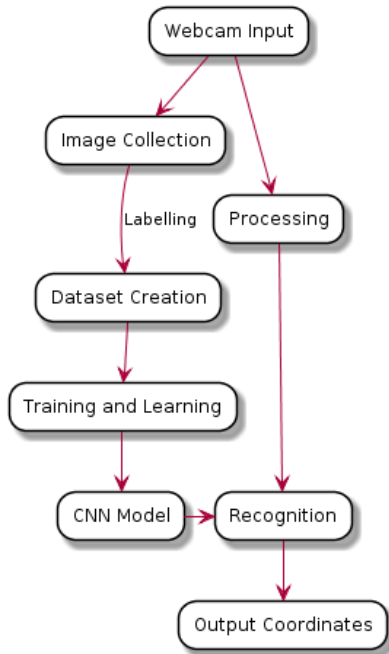 Webcam Input
Image Collection
Labelling
Processing
Dataset Creation
Training and Learning
CNN Model
Recognition
Output Coordinates